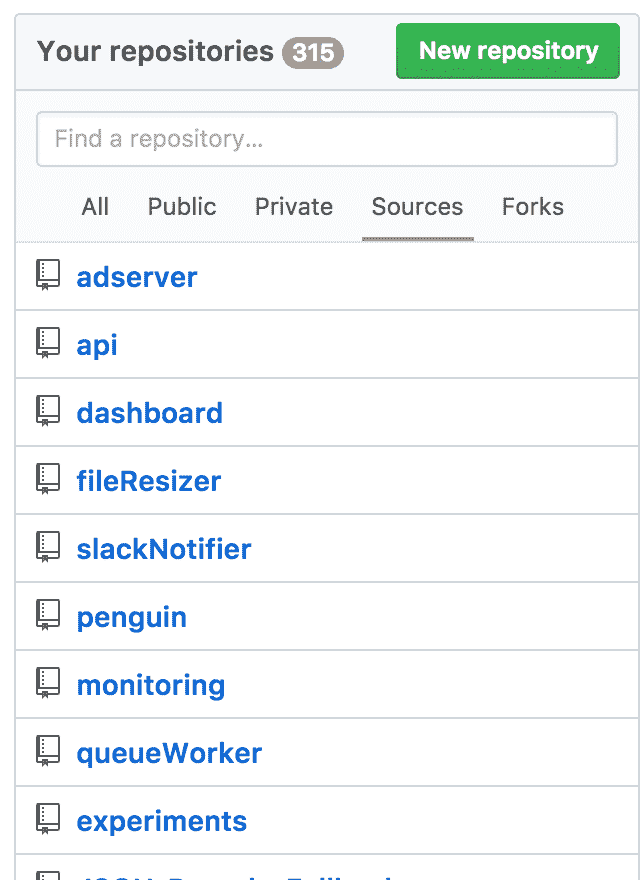 Your repositories 315 New repository
Find a repository...
All Public Private Sources Forks
adserver
api
dashboard
fileResizer
slackNotifier
penguin
monitoring
queueWorker
experiments